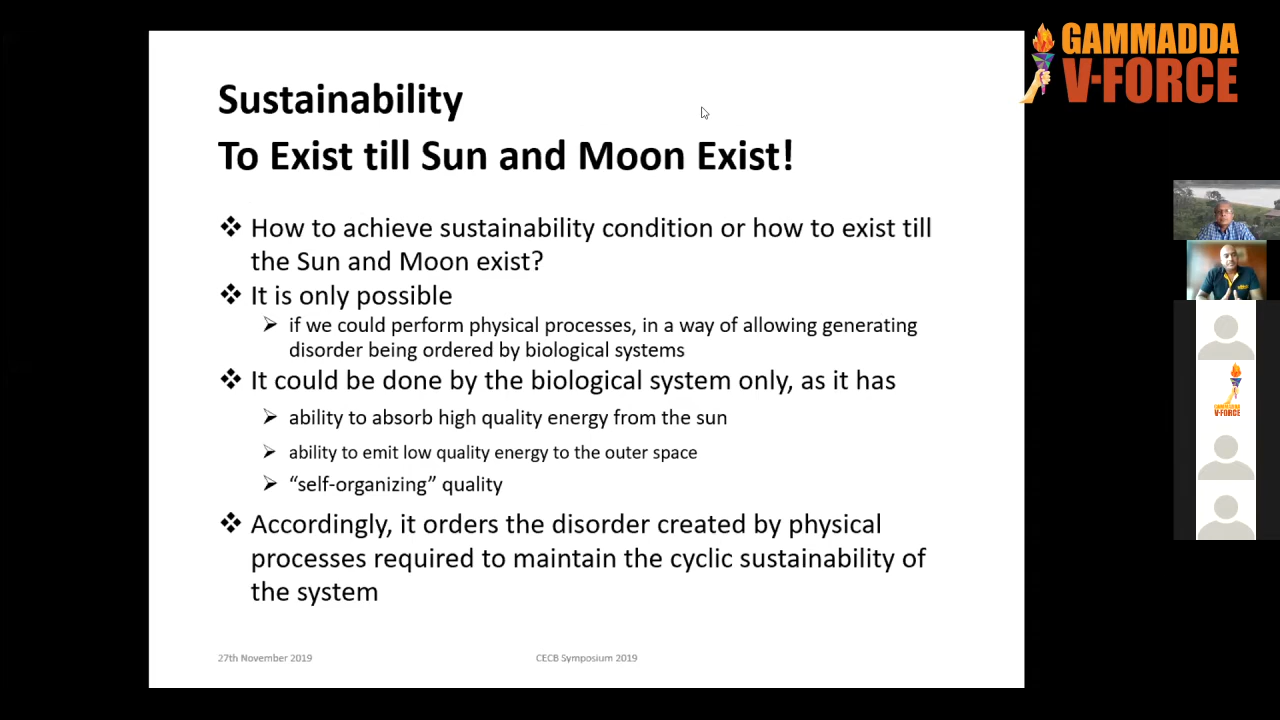 GAMMADDA
V-FORCE
Sustainability
To Exist till Sun and Moon Exist!
❖ How to achieve sustainability condition or how to exist till
the Sun and Moon exist?
❖ It is only possible
➢ if we could perform physical processes, in a way of allowing generating
disorder being ordered by biological systems
❖ It could be done by the biological system only, as it has
➢ ability to absorb high quality energy from the sun
➢ ability to emit low quality energy to the outer space
➢ “self-organizing” quality
❖ Accordingly, it orders the disorder created by physical
processes required to maintain the cyclic sustainability of
the system
27th November 2019
CECB Symposium 2019
GAMMADDA
V-FORCE